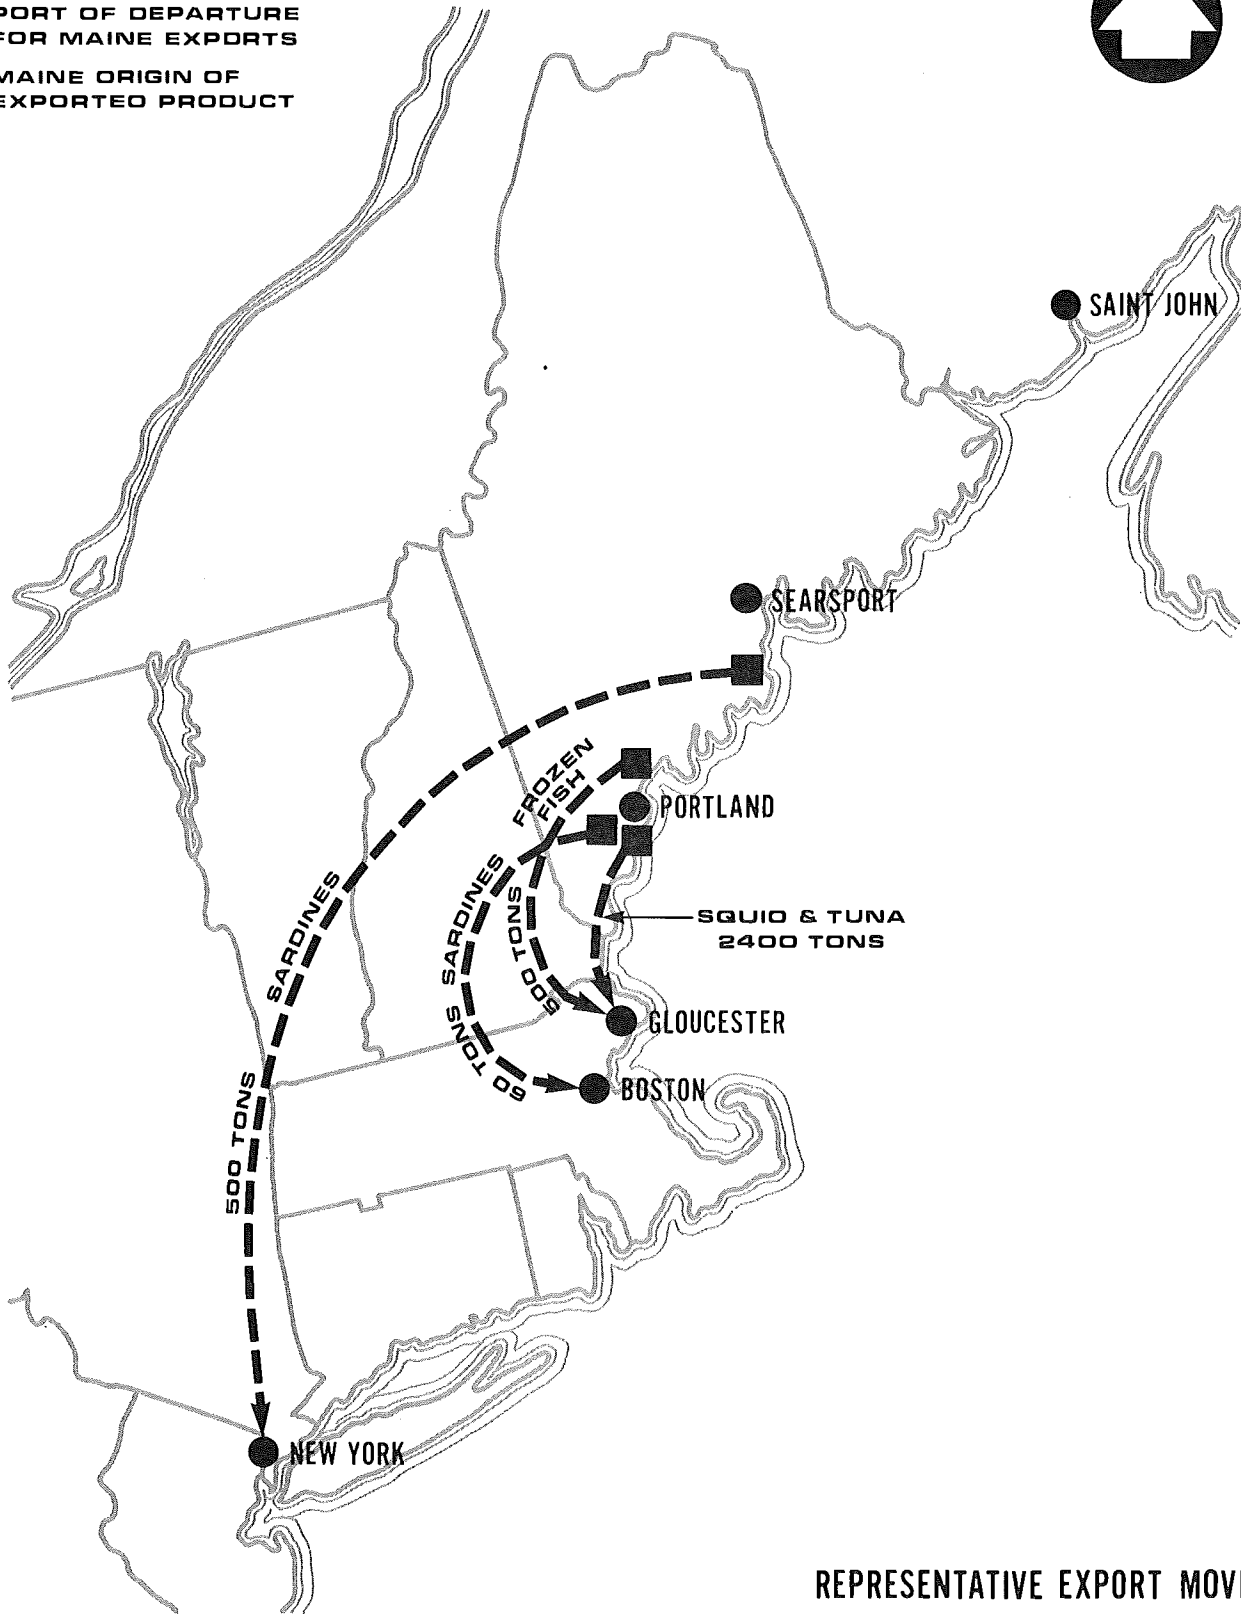 PORT OF DEPARTURE
FOR MAINE EXPORTS
MAINE ORIGIN OF
EXPORTEO PRODUCT
SAINT JOHN
SEARSPORT
FROZEN
FISH
PORTLAND
SARDINES
SARDINES
500 TONS
SQUIO & TUNA
2400 TONS
GLOUCESTER
60 TONS
BOSTON
500 TONS
NEW YORK
REPRESENTATIVE EXPORT